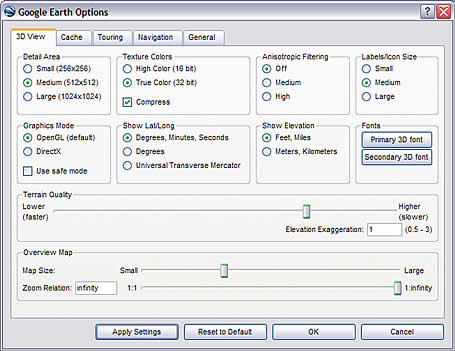 Google Earth Options
3D View Cache Touring Navigation General
Detail Area
Small (256x256)
Medium (512x512)
Large (1024x1024)
Texture Colors
High Color (16 bit)
True Color (32 bit)
Compress
Anisotropic Filtering
Off
Medium
High
Labels/Icon Size
Small
Medium
Large
Graphics Mode
OpenGL (default)
DirectX
Use safe mode
Show Lat/Long
Degrees, Minutes, Seconds
Degrees
Universal Transverse Mercator
Show Elevation
Feet, Miles
Meters, Kilometers
Fonts
Primary 3D font
Secondary 3D font
Terrain Quality
Lower (faster)
Higher (slower)
Elevation Exaggeration: 1 (0.5 - 3)
Overview Map
Map Size: Small Large
Zoom Relation: infinity 1:1 1:infinity
Apply Settings Reset to Default OK Cancel